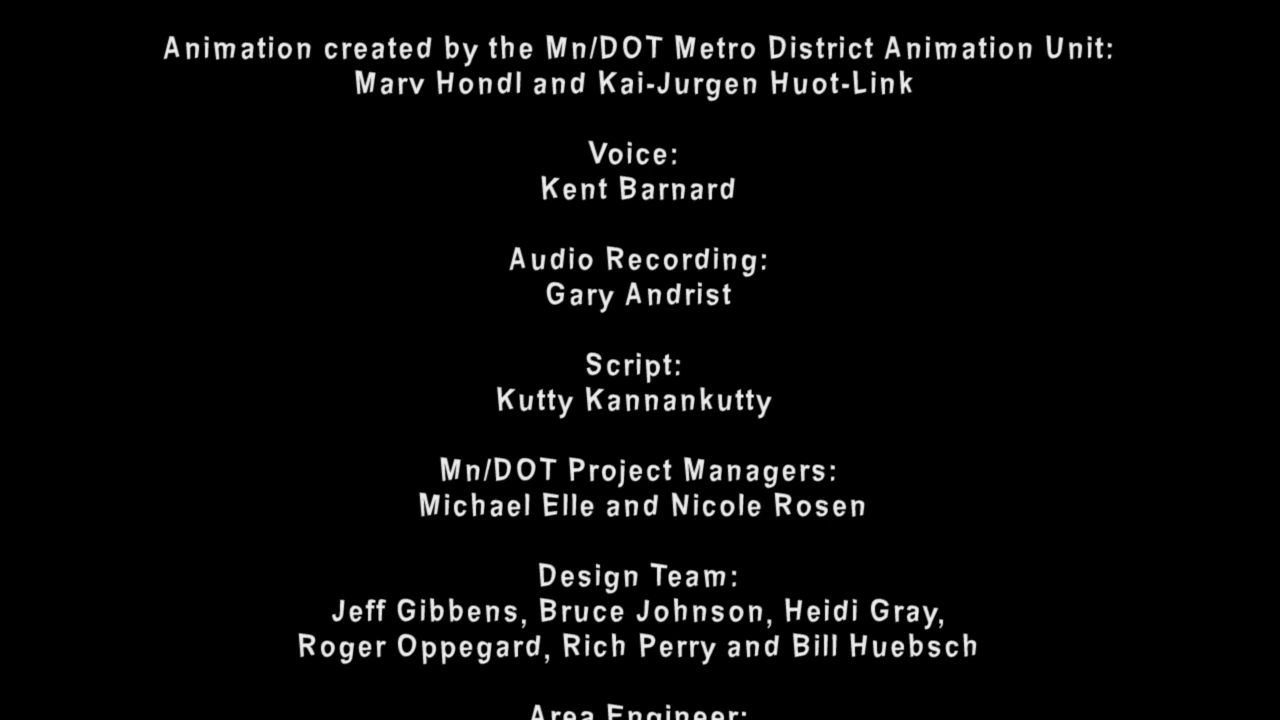 Animation created by the Mn/DOT Metro District Animation Unit:
Marv Hondl and Kai-Jurgen Huot-Link
Voice:
Kent Barnard
Audio Recording:
Gary Andrist
Script:
Kutty Kannankutty
Mn/DOT Project Managers:
Michael Elle and Nicole Rosen
Design Team:
Jeff Gibbens, Bruce Johnson, Heidi Gray,
Roger Oppegard, Rich Perry and Bill Huebsch
Area Engineer: